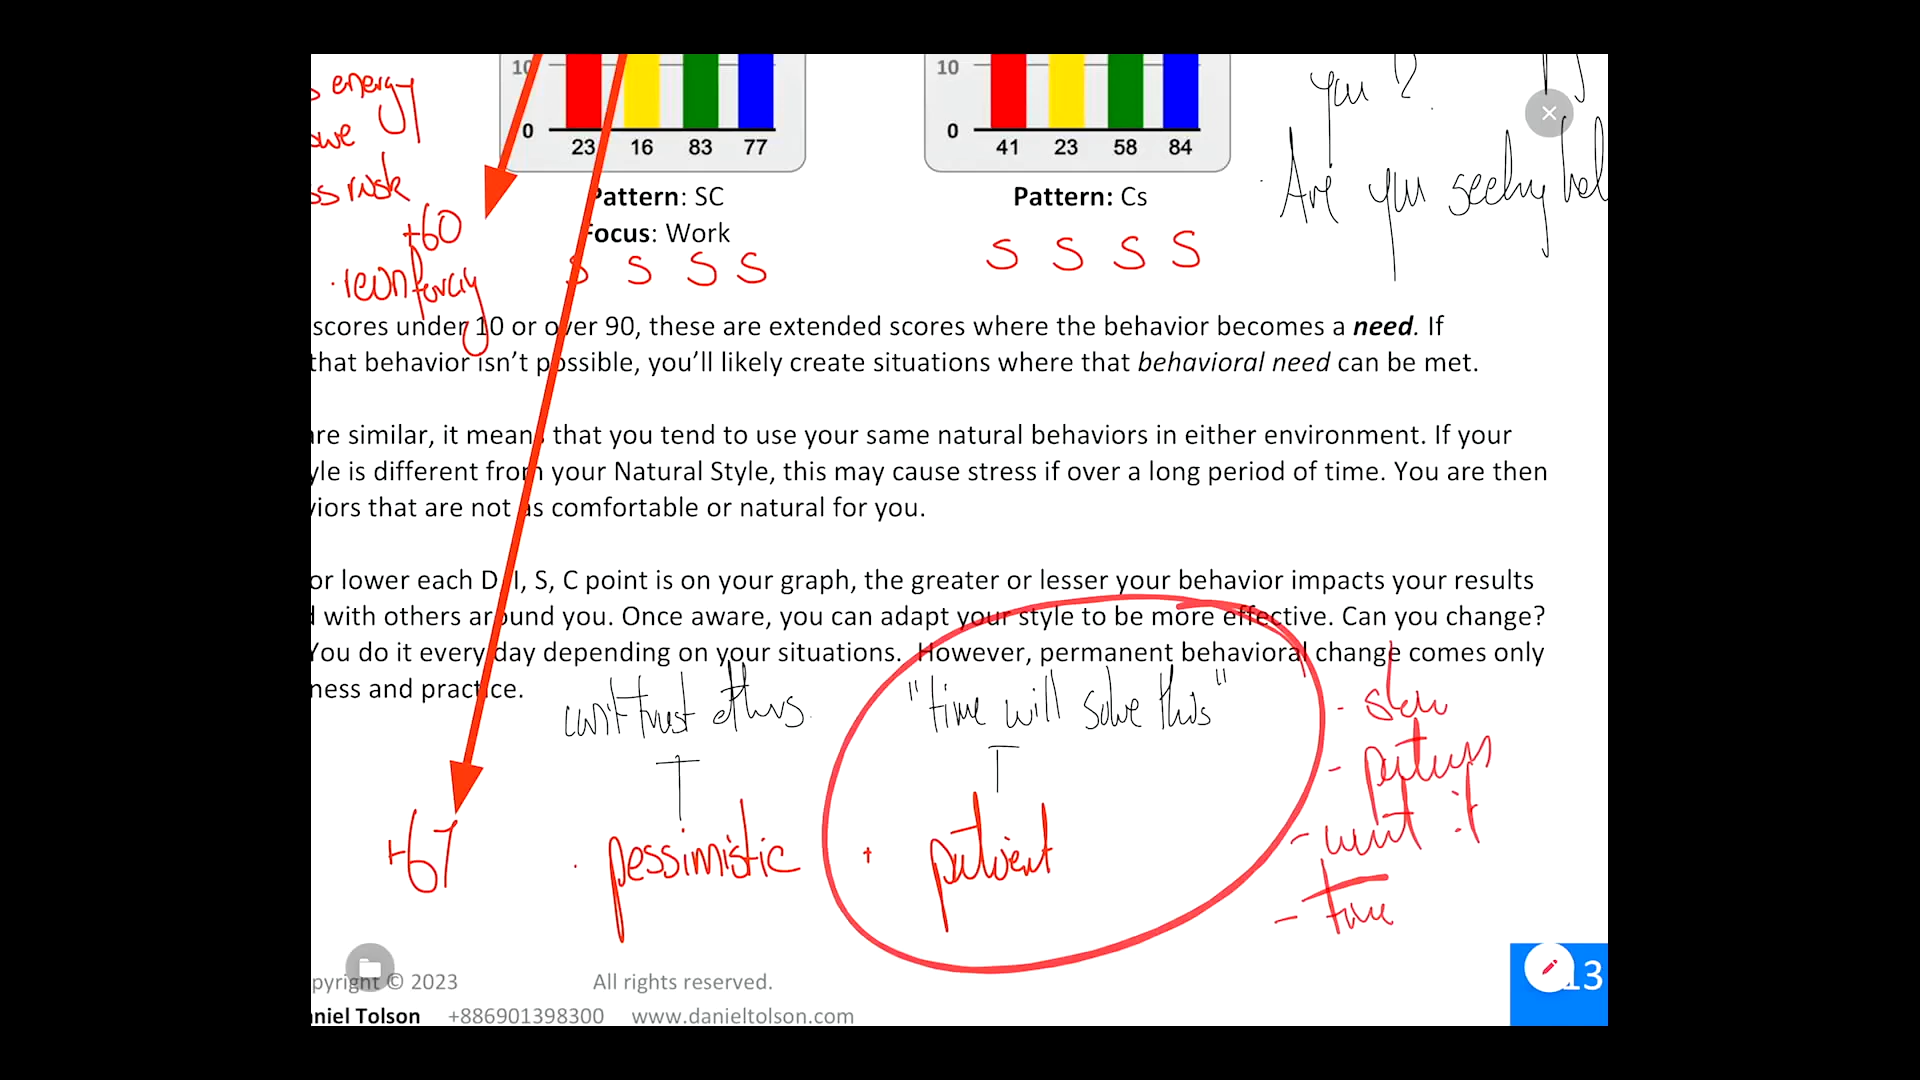 energy
10
10
you ?
0
0
23 16 83 77
41 23 58 84
risk
Pattern: SC
Pattern: Cs
Are you
+60
Focus: Work
S S S S
S S S S
scores under 10 or over 90, these are extended scores where the behavior becomes a need. If
that behavior isn’t possible, you’ll likely create situations where that behavioral need can be met.
are similar, it means that you tend to use your same natural behaviors in either environment. If your
yle is different from your Natural Style, this may cause stress if over a long period of time. You are then
viors that are not as comfortable or natural for you.
or lower each D, I, S, C point is on your graph, the greater or lesser your behavior impacts your results
d with others around you. Once aware, you can adapt your style to be more effective. Can you change?
You do it every day depending on your situations. However, permanent behavioral change comes only
ness and practice.
can't trust others
"time will solve this"
+67
· pessimistic
patient
- time
pyright © 2023 All rights reserved.
13
niel Tolson +886901398300 www.danieltolson.com